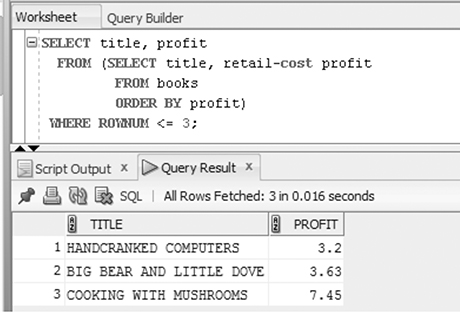 Worksheet Query Builder
SELECT title, profit
FROM (SELECT title, retail-cost profit
FROM books
ORDER BY profit)
WHERE ROWNUM <= 3;
Script Output x Query Result x
SQL | All Rows Fetched: 3 in 0.016 seconds
TITLE PROFIT
1 HANDCRANKED COMPUTERS 3.2
2 BIG BEAR AND LITTLE DOVE 3.63
3 COOKING WITH MUSHROOMS 7.45